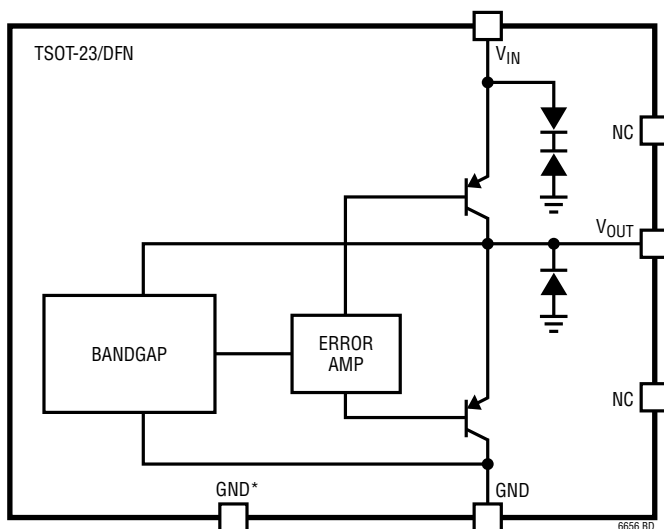 TSOT-23/DFN
VIN
NC
VOUT
BANDGAP
ERROR
AMP
NC
GND*
GND
6656 BD